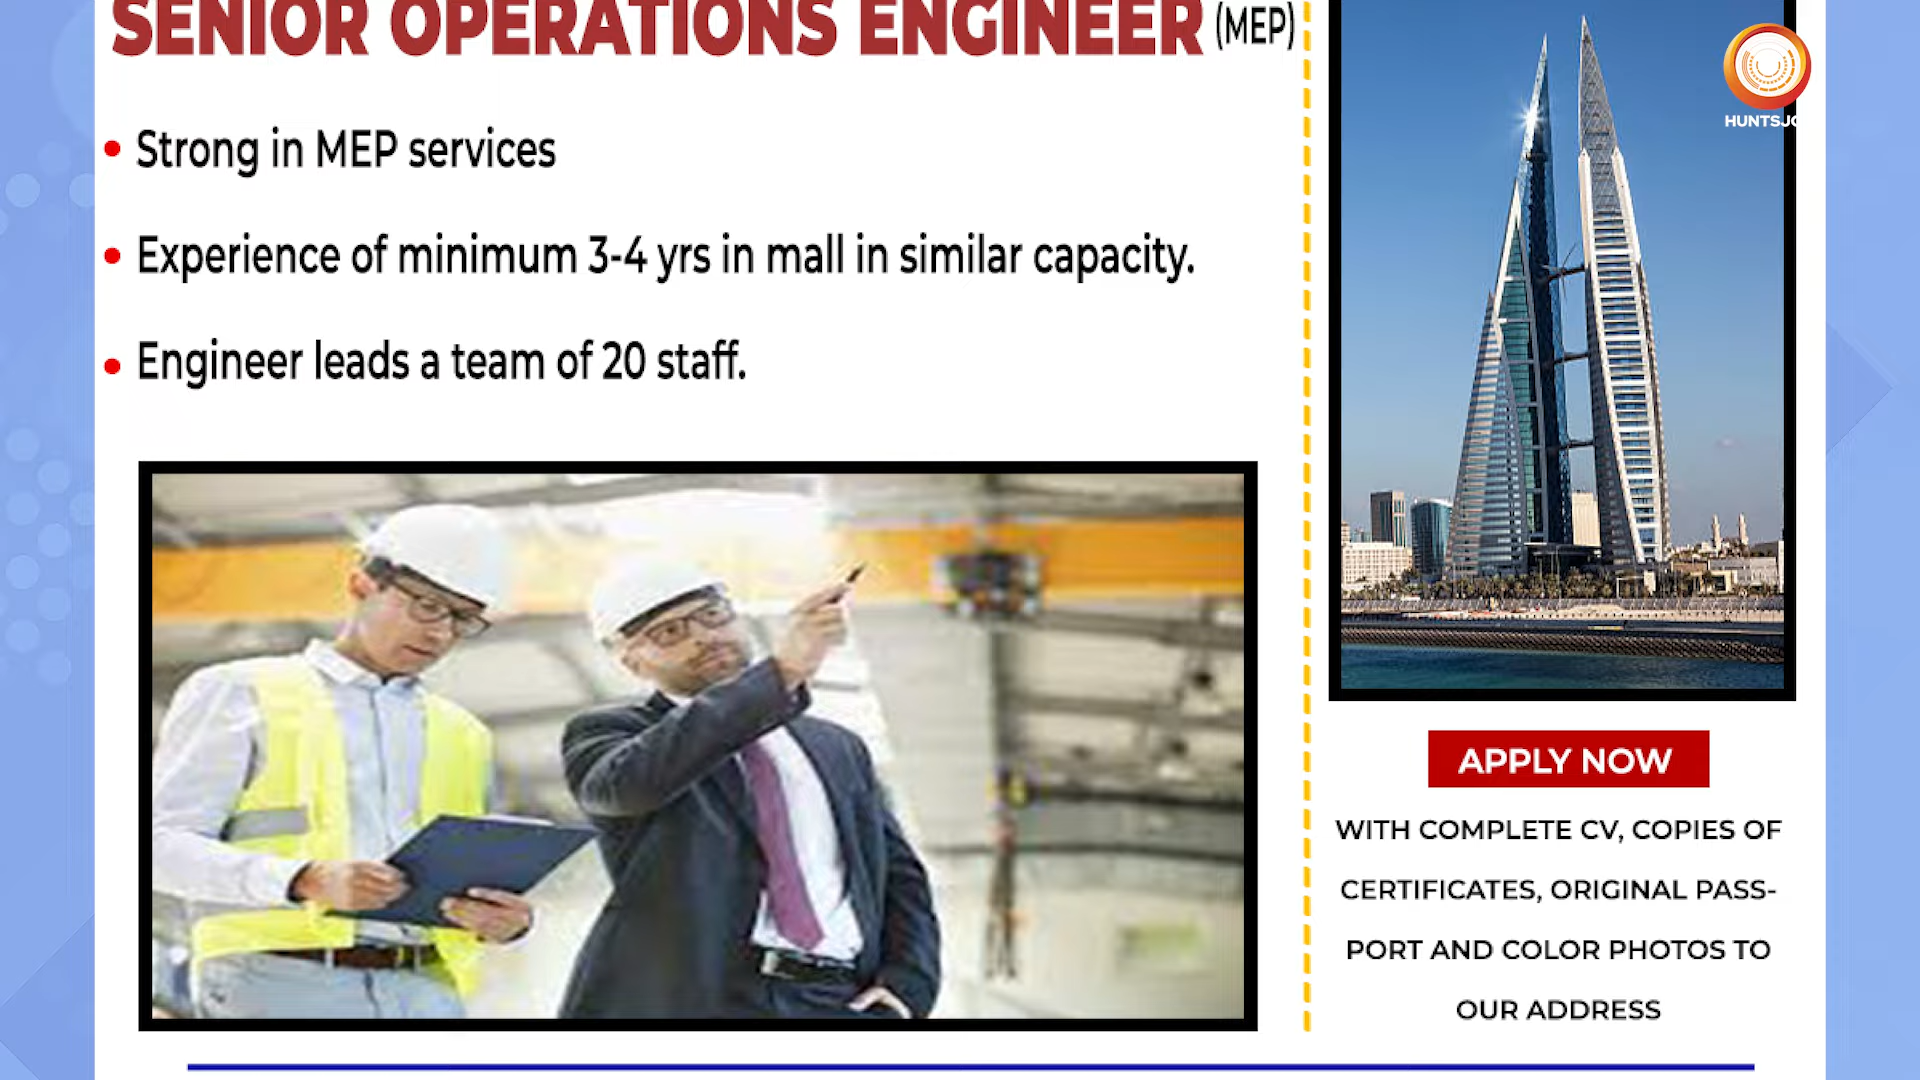 SENIOR OPERATIONS ENGINEER (MEP)
• Strong in MEP services
• Experience of minimum 3-4 yrs in mall in similar capacity.
• Engineer leads a team of 20 staff.
HUNTSJO
APPLY NOW
WITH COMPLETE CV, COPIES OF
CERTIFICATES, ORIGINAL PASS-
PORT AND COLOR PHOTOS TO
OUR ADDRESS